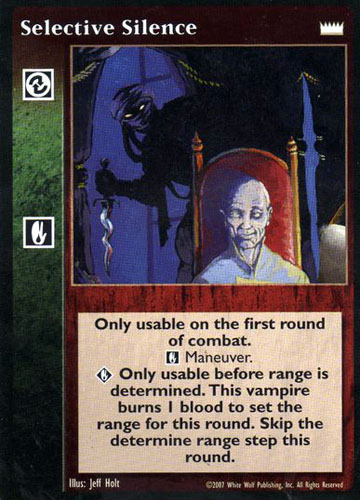 Selective Silence
Only usable on the first round
of combat.
Maneuver.
Only usable before range is
determined. This vampire
burns 1 blood to set the
range for this round. Skip the
determine range step this
round.
Illus: Jeff Holt ©2007 White Wolf Publishing, Inc. All Rights Reserved